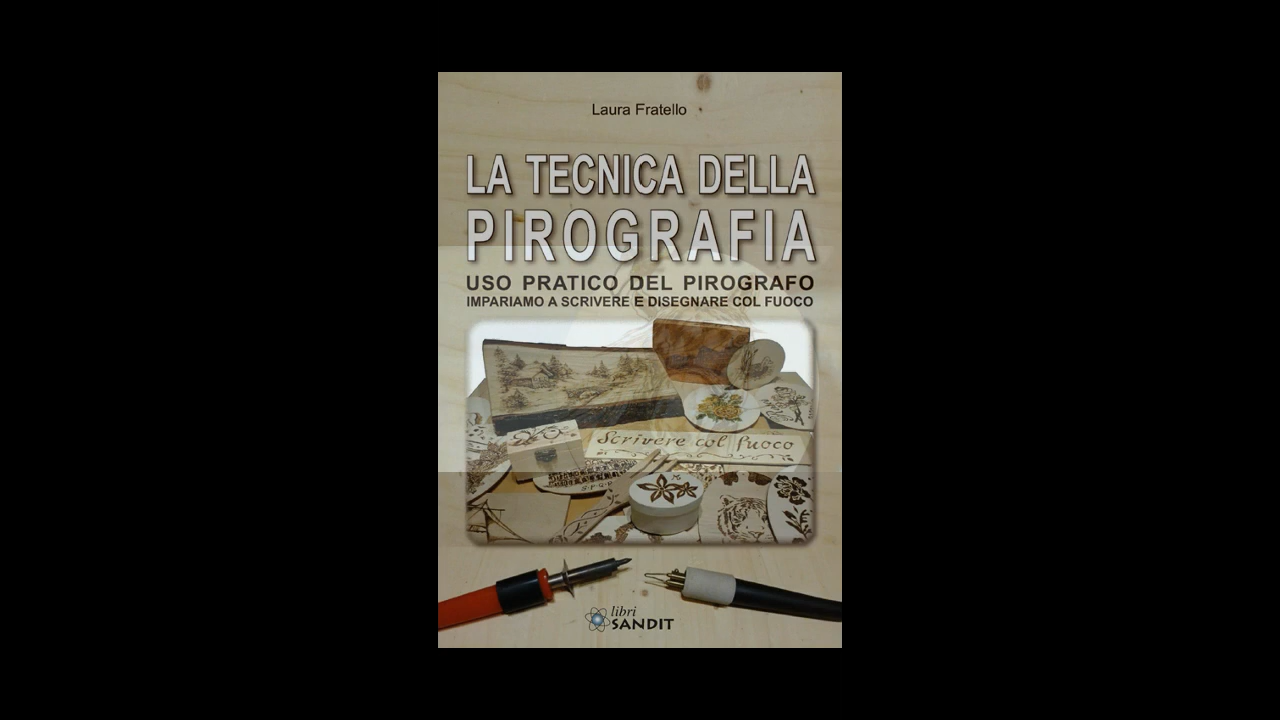 Laura Fratello
LA TECNICA DELLA
PIROGRAFIA
USO PRATICO DEL PIROGRAFO
IMPARIAMO A SCRIVERE E DISEGNARE COL FUOCO
Scrivere col fuoco
S.P.Q.R
libri
SANDIT